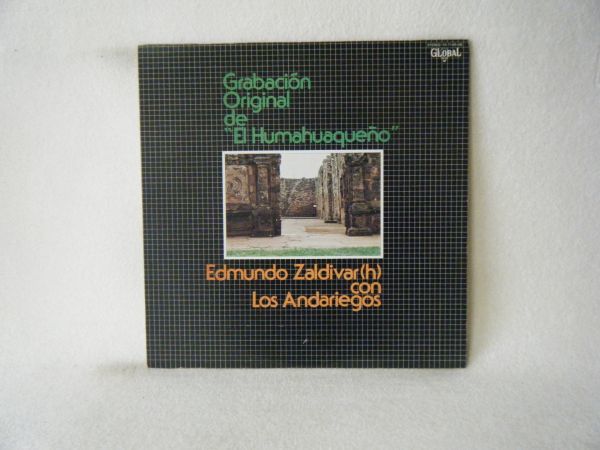 GLOBAL
Grabación
Original
de
"El Humahuaqueño"
Edmundo Zaldivar(h)
con
Los Andariegos